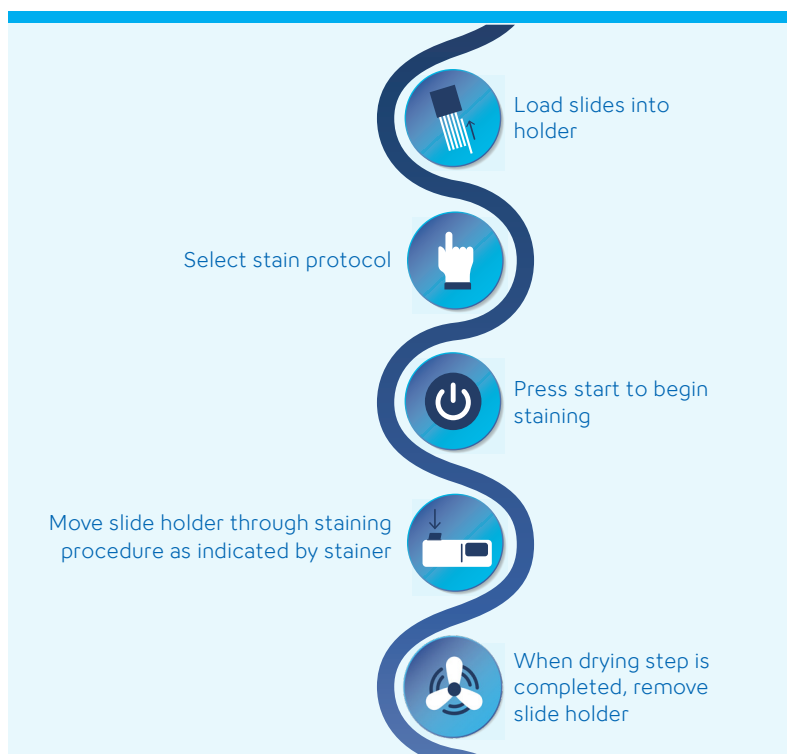 Load slides into
holder
Select stain protocol
Press start to begin
staining
Move slide holder through staining
procedure as indicated by stainer
When drying step is
completed, remove
slide holder